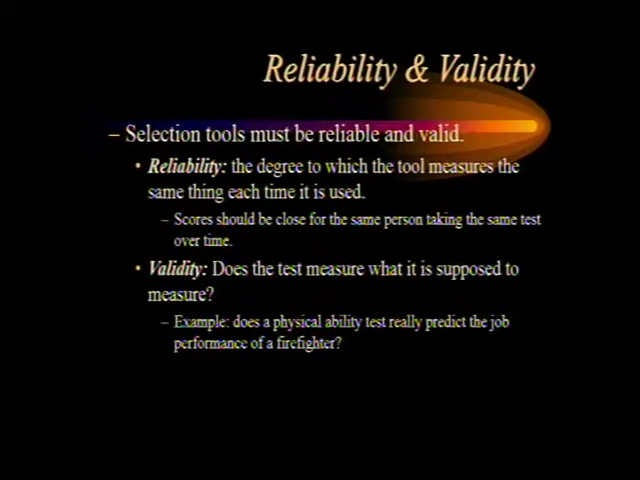 Reliability & Validity
– Selection tools must be reliable and valid.
• Reliability: the degree to which the tool measures the
same thing each time it is used.
– Scores should be close for the same person taking the same test
over time.
• Validity: Does the test measure what it is supposed to
measure?
– Example: does a physical ability test really predict the job
performance of a firefighter?